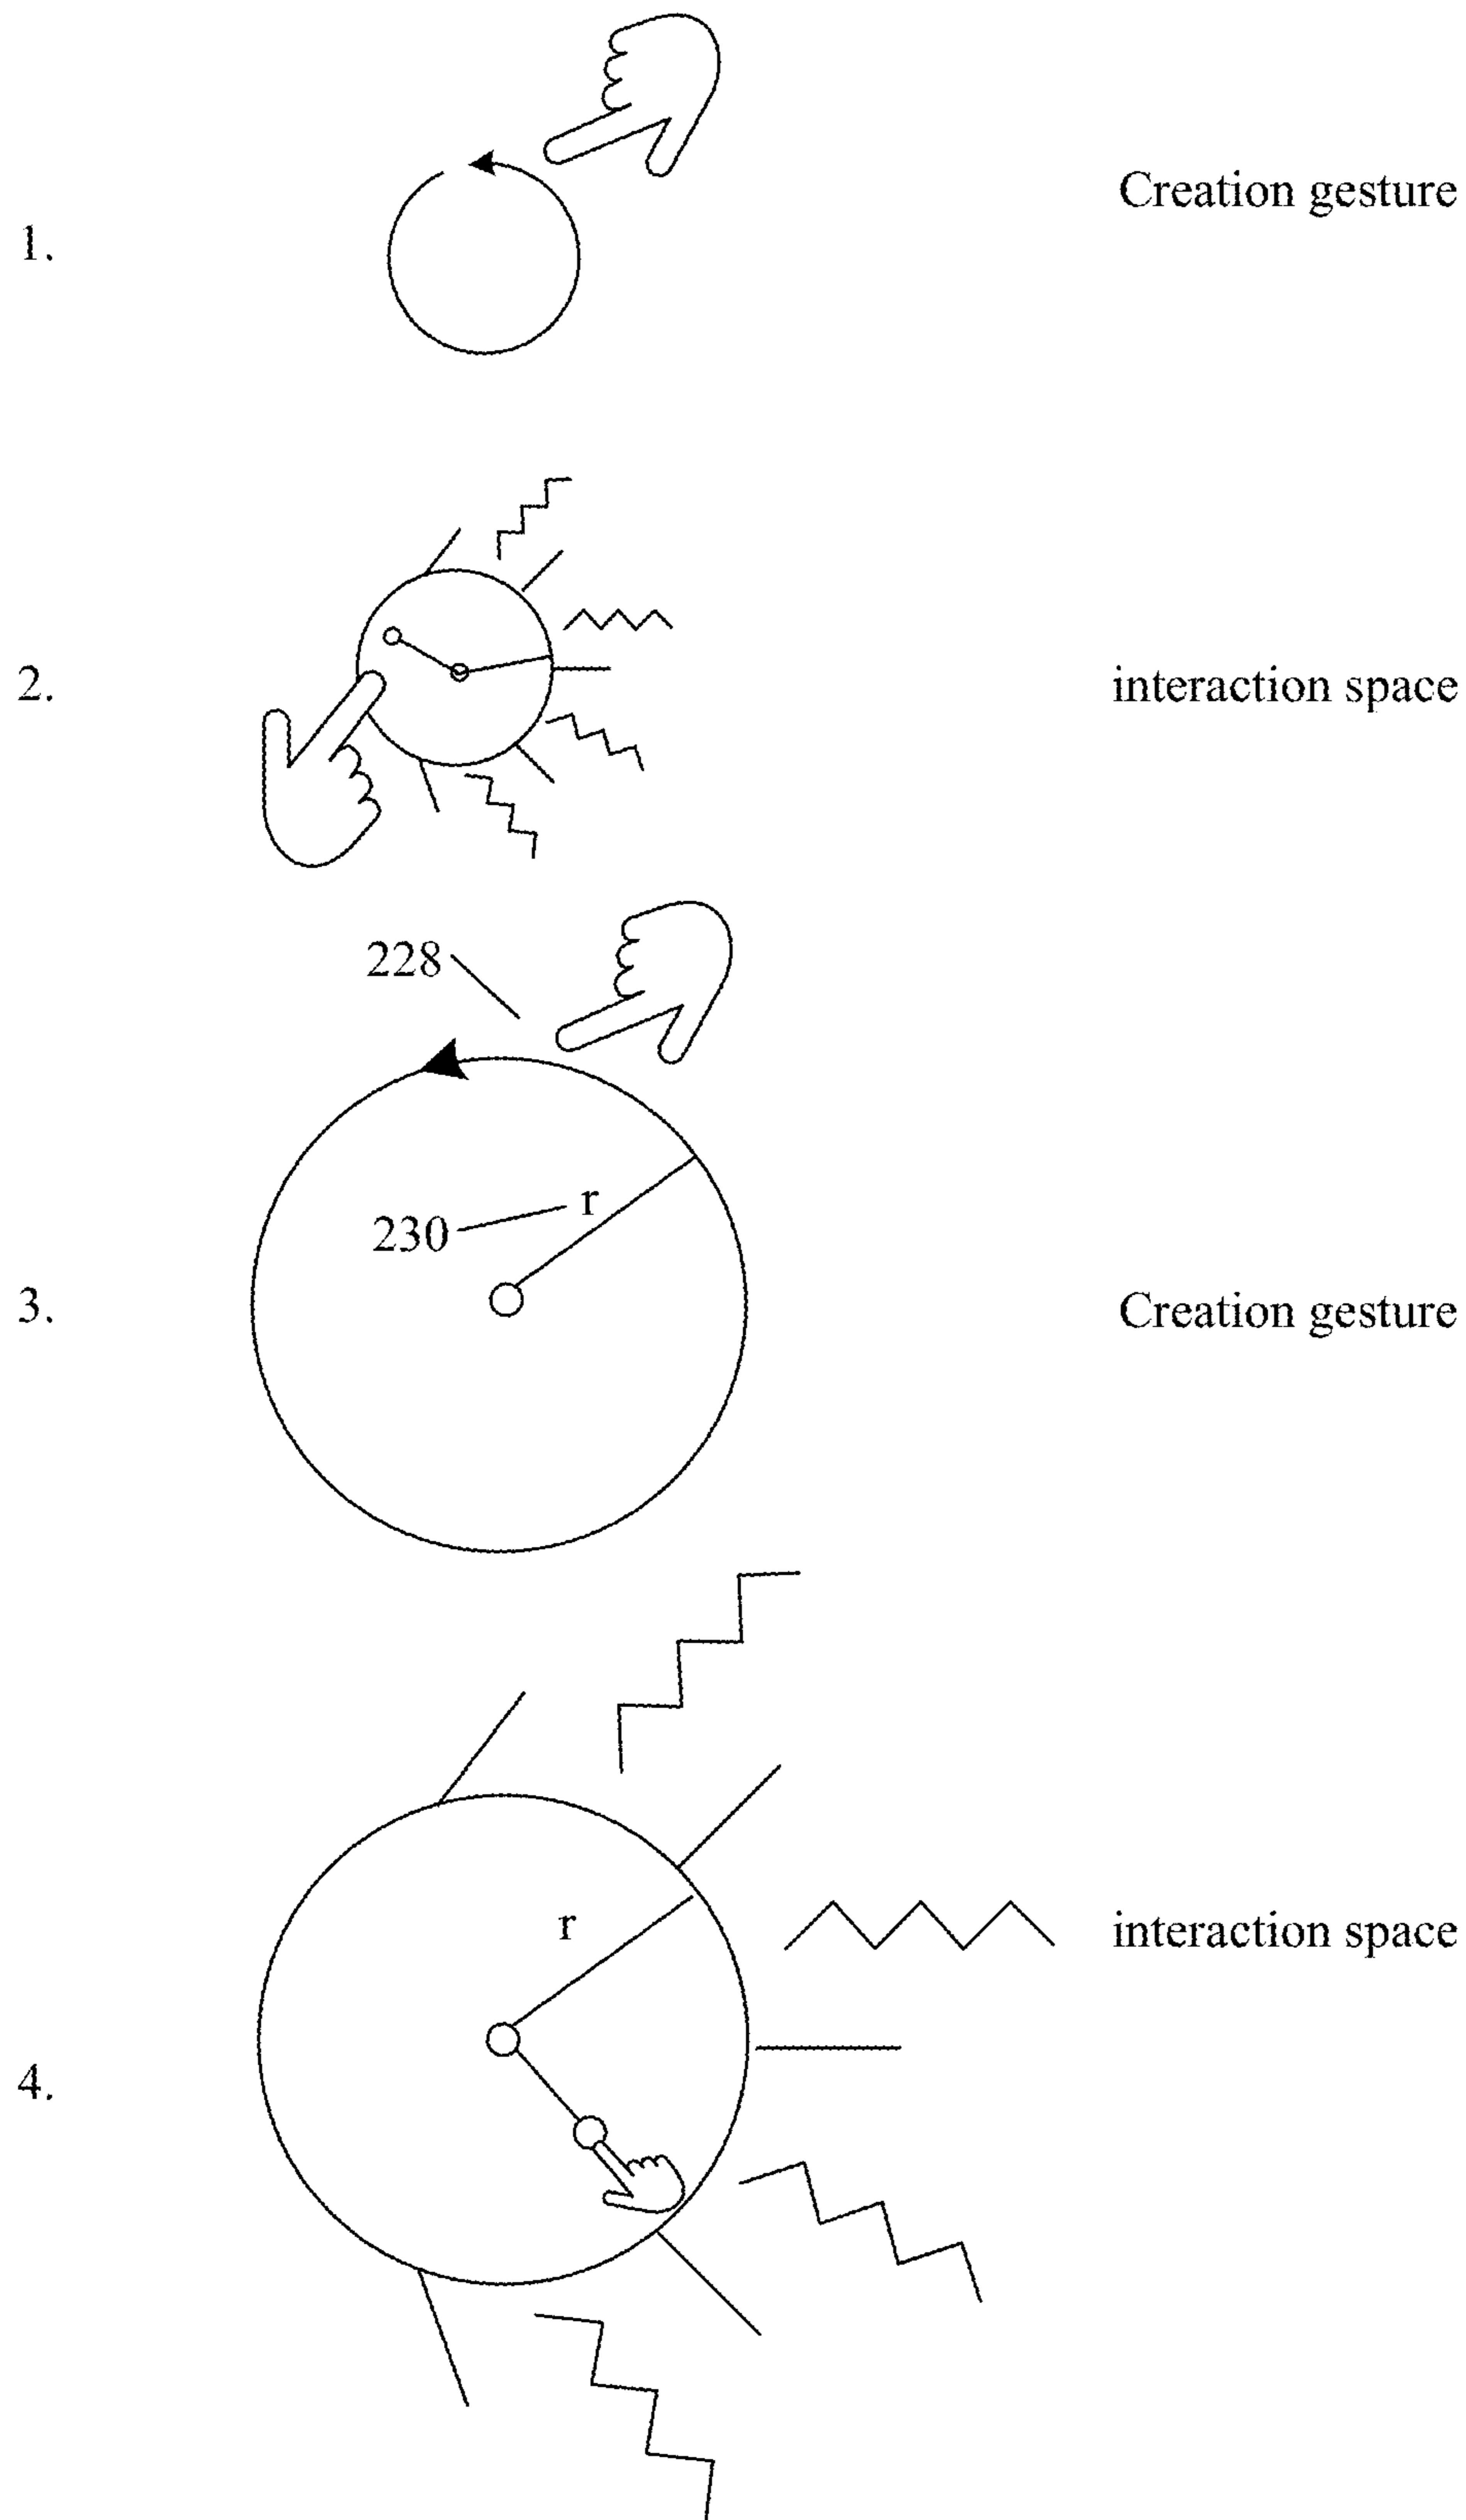 Creation gesture
1.
2.
interaction space
228
r
230
3.
Creation gesture
r
interaction space
4.